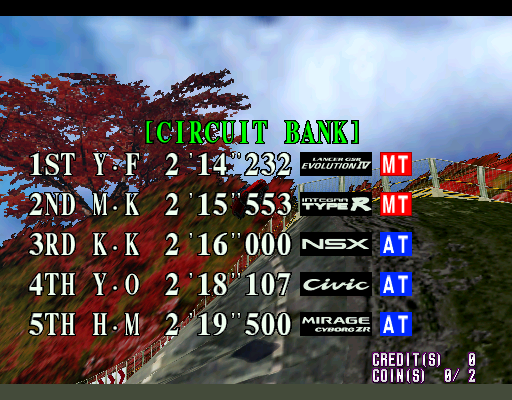 [CIRCUIT BANK]
1ST Y.F 2'14"232 LANCER GSR EVOLUTION IV MT
2ND M.K 2'15"553 INTEGRA TYPE R MT
3RD K.K 2'16"000 NSX AT
4TH Y.O 2'18"107 Civic AT
5TH H.M 2'19"500 MIRAGE CYBORG ZR AT
CREDIT(S) 0
COIN(S) 0/ 2